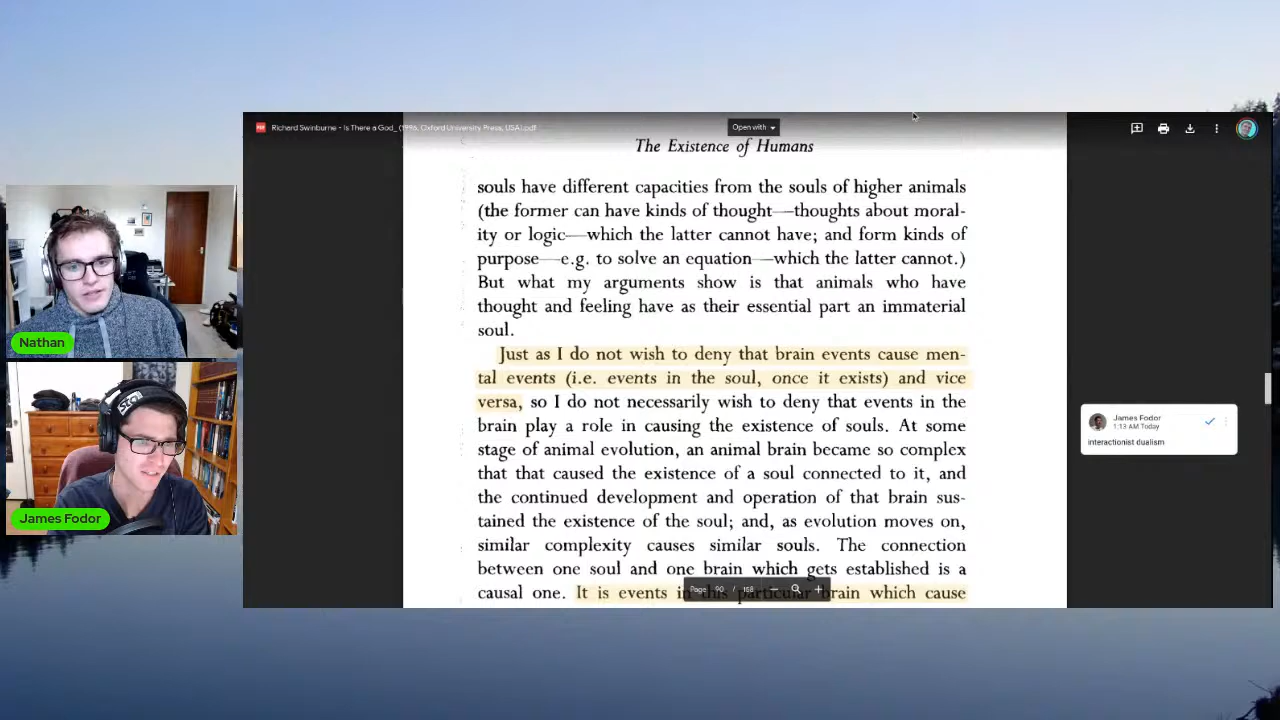 Richard Swinburne - Is There a God_ (1996, Oxford University Press, USA).pdf
Open with
The Existence of Humans
souls have different capacities from the souls of higher animals
(the former can have kinds of thought—thoughts about moral-
ity or logic—which the latter cannot have; and form kinds of
purpose—e.g. to solve an equation—which the latter cannot.)
But what my arguments show is that animals who have
thought and feeling have as their essential part an immaterial
soul.
Just as I do not wish to deny that brain events cause men-
tal events (i.e. events in the soul, once it exists) and vice
versa, so I do not necessarily wish to deny that events in the
brain play a role in causing the existence of souls. At some
stage of animal evolution, an animal brain became so complex
that that caused the existence of a soul connected to it, and
the continued development and operation of that brain sus-
tained the existence of the soul; and, as evolution moves on,
similar complexity causes similar souls. The connection
between one soul and one brain which gets established is a
causal one. It is events in this particular brain which cause
Page 90 / 158
James Fodor
1:13 AM Today
interactionist dualism
Nathan
James Fodor